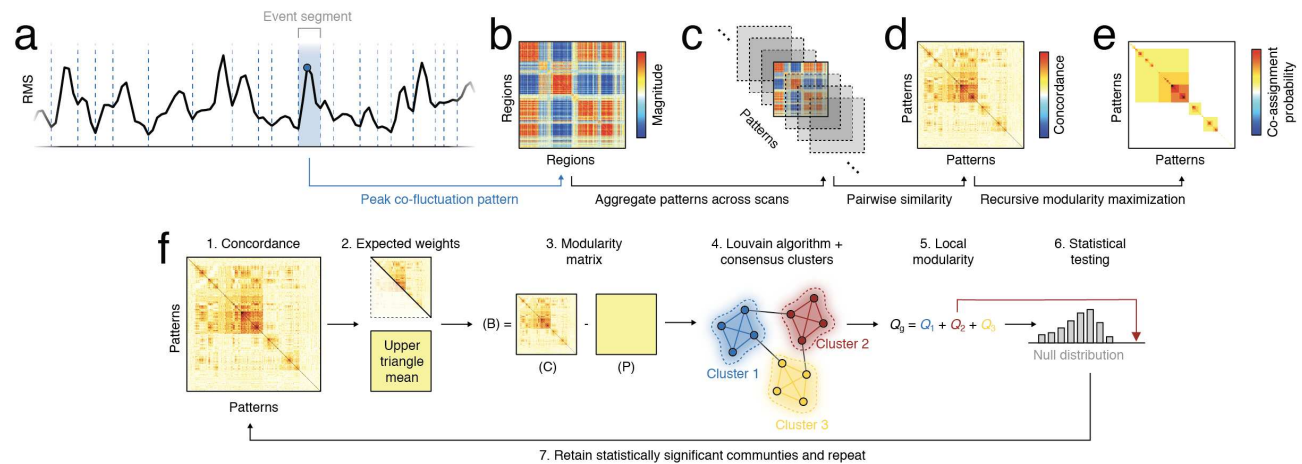 Event segment
a
RMS
b
Regions
Regions
Magnitude
c
Patterns
d
Patterns
Patterns
Concordance
e
Patterns
Patterns
Co-assignment
probability
Peak co-fluctuation pattern
Aggregate patterns across scans
Pairwise similarity
Recursive modularity maximization
f
1. Concordance
Patterns
Patterns
2. Expected weights
Upper
triangle
mean
3. Modularity
matrix
(B) =
-
(C)
(P)
4. Louvain algorithm +
consensus clusters
Cluster 1
Cluster 2
Cluster 3
5. Local
modularity
Qg = Q1 + Q2 + Q3
6. Statistical
testing
Null distribution
7. Retain statistically significant communties and repeat